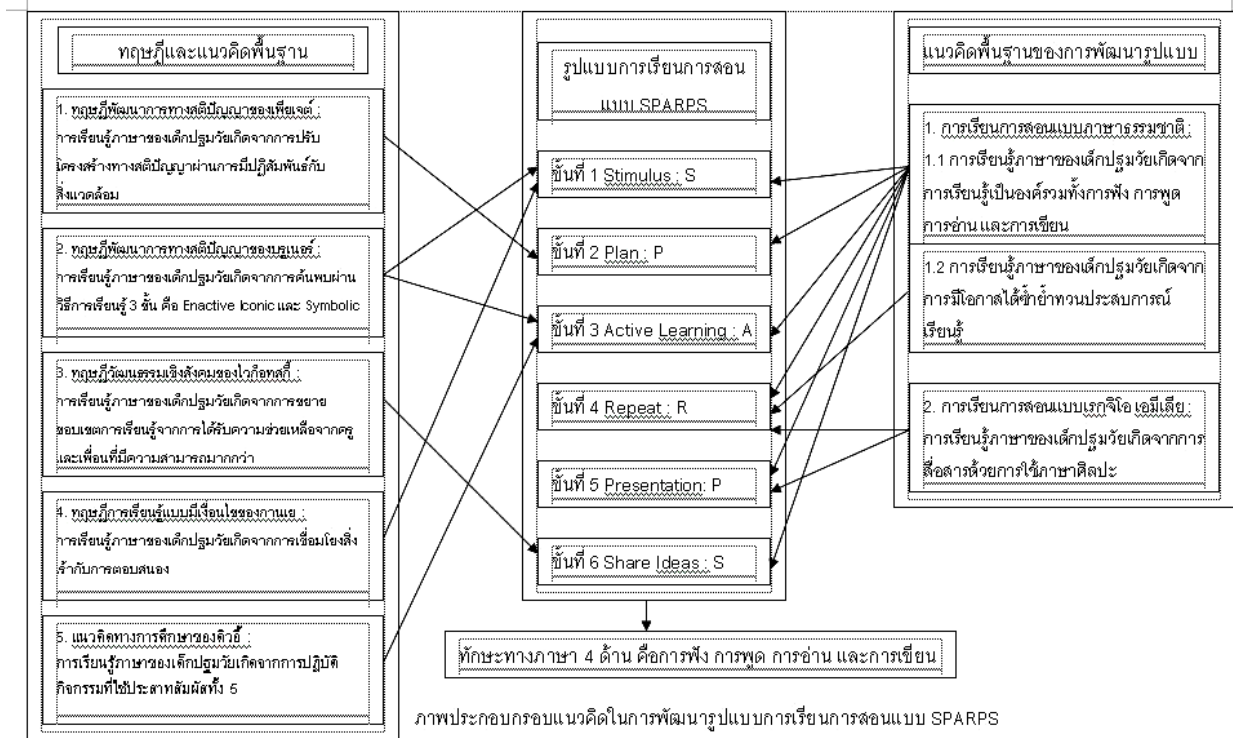 ทฤษฎีและแนวคิดพื้นฐาน
1. ทฤษฎีพัฒนาการทางสติปัญญาของเพียเจต์ :
การเรียนรู้ภาษาของเด็กปฐมวัยเกิดจากการปรับ
โครงสร้างทางสติปัญญาผ่านการมีปฏิสัมพันธ์กับ
สิ่งแวดล้อม
2. ทฤษฎีพัฒนาการทางสติปัญญาของบรูเนอร์ :
การเรียนรู้ภาษาของเด็กปฐมวัยเกิดจากการค้นพบผ่าน
วิธีการเรียนรู้ 3 ขั้น คือ Enactive Iconic และ Symbolic
3. ทฤษฎีวัฒนธรรมเชิงสังคมของไวก็อทสกี้ :
การเรียนรู้ภาษาของเด็กปฐมวัยเกิดจากการขยาย
ขอบเขตการเรียนรู้จากการได้รับความช่วยเหลือจากครู
และเพื่อนที่มีความสามารถมากกว่า
4. ทฤษฎีการเรียนรู้แบบมีเงื่อนไขของกานเย :
การเรียนรู้ภาษาของเด็กปฐมวัยเกิดจากการเชื่อมโยงสิ่ง
เร้ากับการตอบสนอง
5. แนวคิดทางการศึกษาของดิวอี้ :
การเรียนรู้ภาษาของเด็กปฐมวัยเกิดจากการปฏิบัติ
กิจกรรมที่ใช้ประสาทสัมผัสทั้ง 5
รูปแบบการเรียนการสอน
แบบ SPARPS
ขั้นที่ 1 Stimulus : S
ขั้นที่ 2 Plan : P
ขั้นที่ 3 Active Learning : A
ขั้นที่ 4 Repeat : R
ขั้นที่ 5 Presentation: P
ขั้นที่ 6 Share Ideas : S
แนวคิดพื้นฐานของการพัฒนารูปแบบ
1. การเรียนการสอนแบบภาษาธรรมชาติ :
1.1 การเรียนรู้ภาษาของเด็กปฐมวัยเกิดจาก
การเรียนรู้เป็นองค์รวมทั้งการฟัง การพูด
การอ่าน และการเขียน
1.2 การเรียนรู้ภาษาของเด็กปฐมวัยเกิดจาก
การมีโอกาสได้ซ้ำย้ำทวนประสบการณ์
เรียนรู้
2. การเรียนการสอนแบบเรกจิโอ เอมีเลีย :
การเรียนรู้ภาษาของเด็กปฐมวัยเกิดจากการ
สื่อสารด้วยการใช้ภาษาศิลปะ
ทักษะทางภาษา 4 ด้าน คือการฟัง การพูด การอ่าน และการเขียน
ภาพประกอบกรอบแนวคิดในการพัฒนารูปแบบการเรียนการสอนแบบ SPARPS